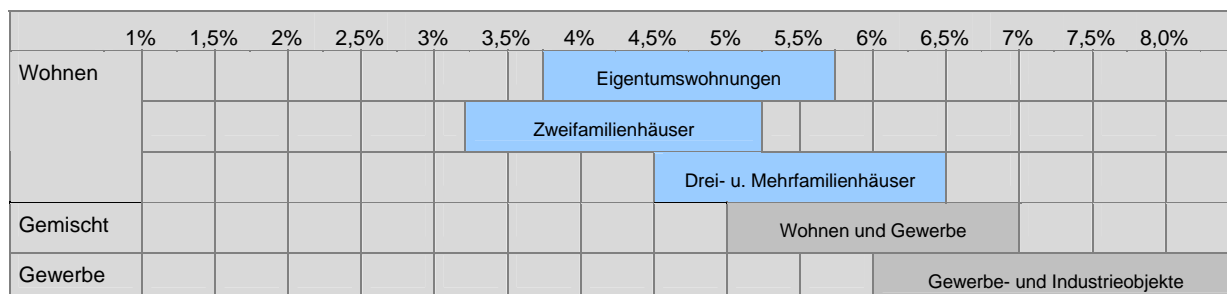 1% 1,5% 2% 2,5% 3% 3,5% 4% 4,5% 5% 5,5% 6% 6,5% 7% 7,5% 8,0%
Wohnen Eigentumswohnungen
Zweifamilienhäuser
Drei- u. Mehrfamilienhäuser
Gemischt Wohnen und Gewerbe
Gewerbe Gewerbe- und Industrieobjekte